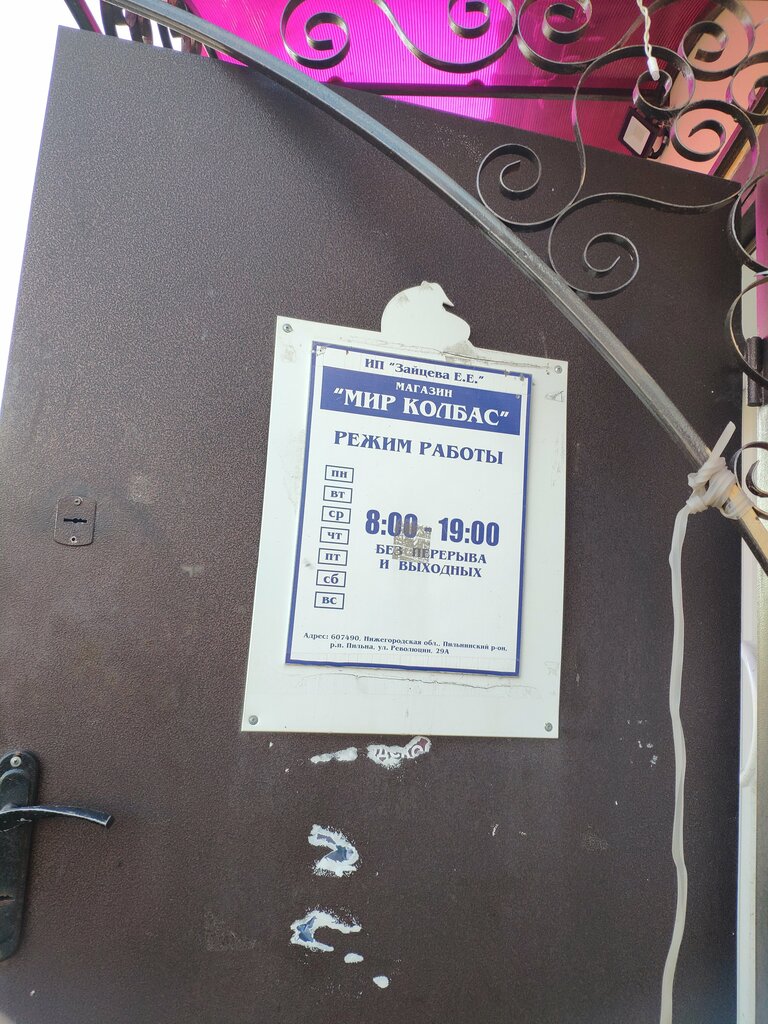 ИП "Зайцева Е.Е."
МАГАЗИН
"МИР КОЛБАС"
РЕЖИМ РАБОТЫ
пн
вт
ср
чт
пт
сб
вс
8:00 - 19:00
БЕЗ ПЕРЕРЫВА
И ВЫХОДНЫХ
Адрес: 607490, Нижегородская обл., Пильнинский р-он,
р.п. Пильна, ул. Революции, 29А